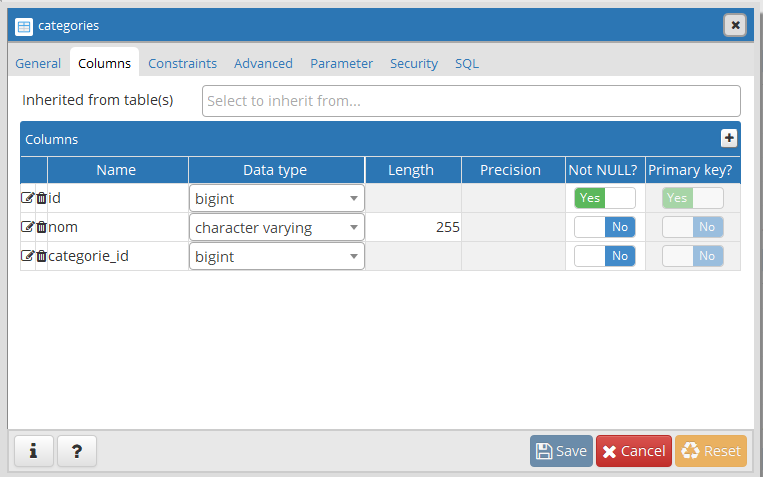 categories
General Columns Constraints Advanced Parameter Security SQL
Inherited from table(s) Select to inherit from...
Columns
Name Data type Length Precision Not NULL? Primary key?
id bigint Yes Yes
nom character varying 255 No No
categorie_id bigint No No
i ? Save Cancel Reset